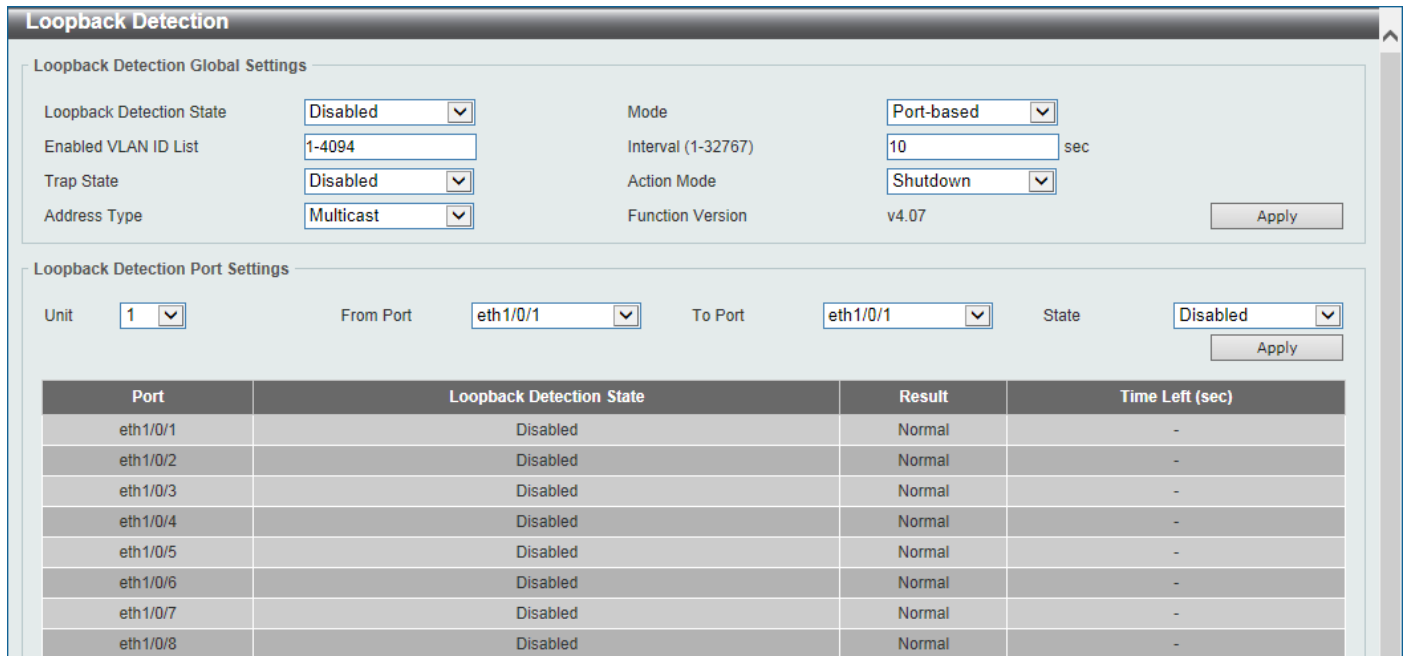 Loopback Detection
Loopback Detection Global Settings
Loopback Detection State Disabled Mode Port-based
Enabled VLAN ID List 1-4094 Interval (1-32767) 10 sec
Trap State Disabled Action Mode Shutdown
Address Type Multicast Function Version v4.07 Apply
Loopback Detection Port Settings
Unit 1 From Port eth1/0/1 To Port eth1/0/1 State Disabled
Apply
Port Loopback Detection State Result Time Left (sec)
eth1/0/1 Disabled Normal -
eth1/0/2 Disabled Normal -
eth1/0/3 Disabled Normal -
eth1/0/4 Disabled Normal -
eth1/0/5 Disabled Normal -
eth1/0/6 Disabled Normal -
eth1/0/7 Disabled Normal -
eth1/0/8 Disabled Normal -